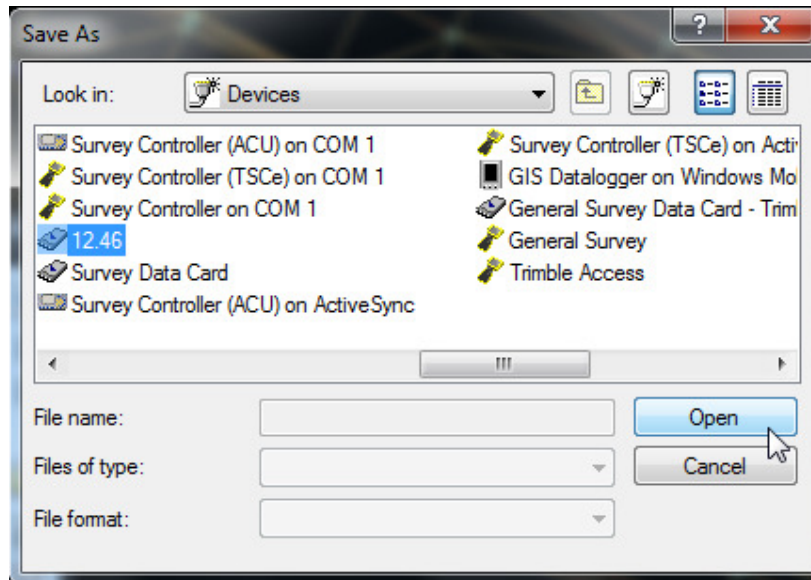 Save As
Look in: Devices
Survey Controller (ACU) on COM 1
Survey Controller (TSCe) on COM 1
Survey Controller on COM 1
12.46
Survey Data Card
Survey Controller (ACU) on ActiveSync
Survey Controller (TSCe) on Acti
GIS Datalogger on Windows Mo
General Survey Data Card - Trim
General Survey
Trimble Access
File name:
Open
Files of type:
Cancel
File format: